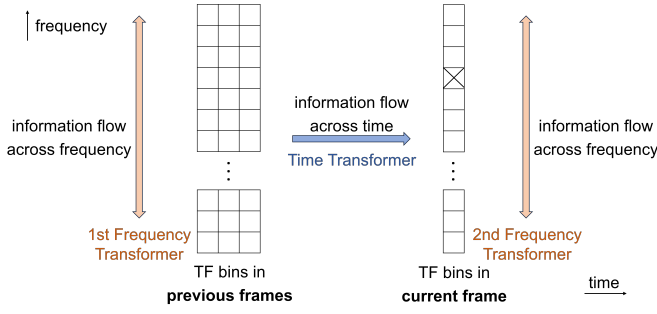 frequency
information flow
across frequency
1st Frequency
Transformer
TF bins in
previous frames
information flow
across time
Time Transformer
TF bins in
current frame
information flow
across frequency
2nd Frequency
Transformer
time